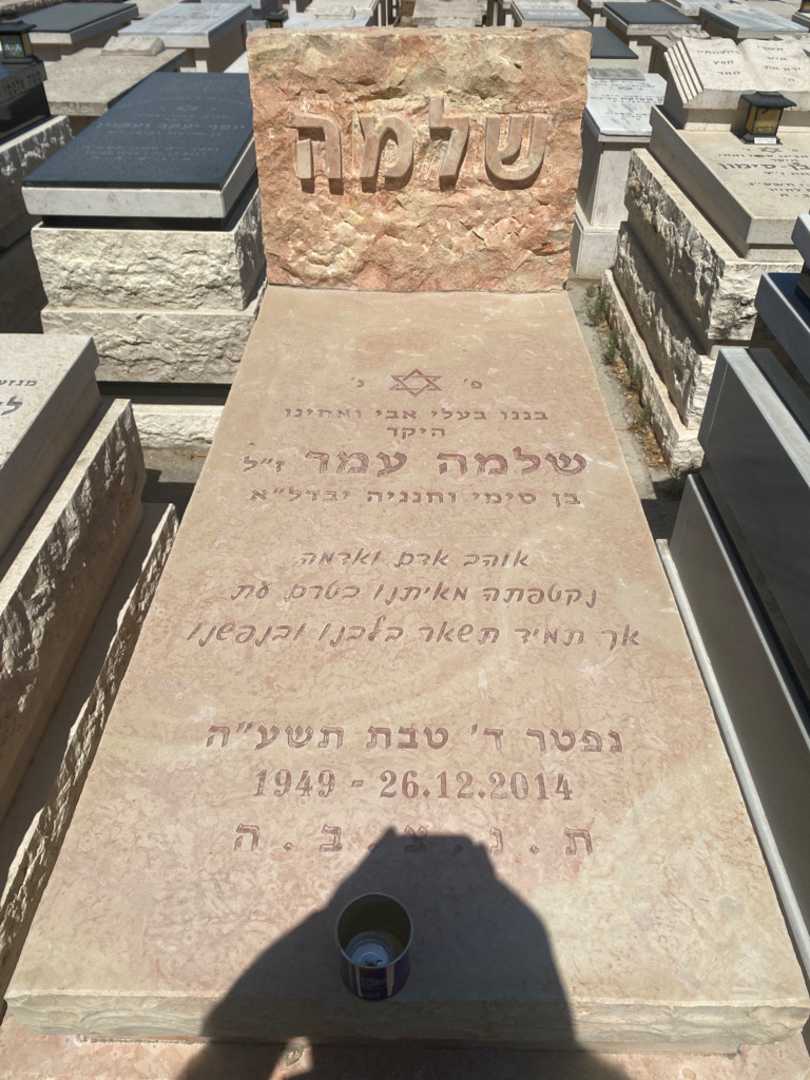 שלמה
פ׳ נ׳
בננו בעלי אבי ואחינו
היקר
שלמה עמר ז״ל
בן סימי וחנניה יבדל״א
אוהב אדם ואדמה
נקטפתה מאיתנו בטרם עת
אך תמיד תשאר בלבנו ובנפשנו
נפטר ד׳ טבת תשע״ה
1949 - 26.12.2014
ת . נ . צ . ב . ה